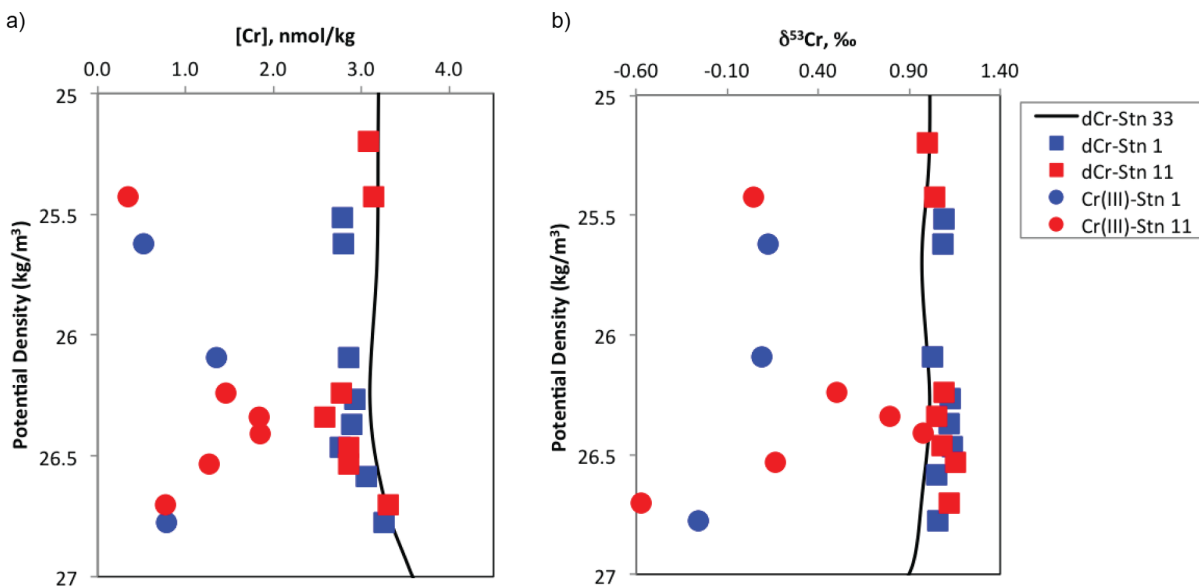 a)
[Cr], nmol/kg
0.0 1.0 2.0 3.0 4.0
25
25.5
26
26.5
27
Potential Density (kg/m³)
b)
δ⁵³Cr, ‰
-0.60 -0.10 0.40 0.90 1.40
25
25.5
26
26.5
27
Potential Density (kg/m³)
dCr-Stn 33
dCr-Stn 1
dCr-Stn 11
Cr(III)-Stn 1
Cr(III)-Stn 11